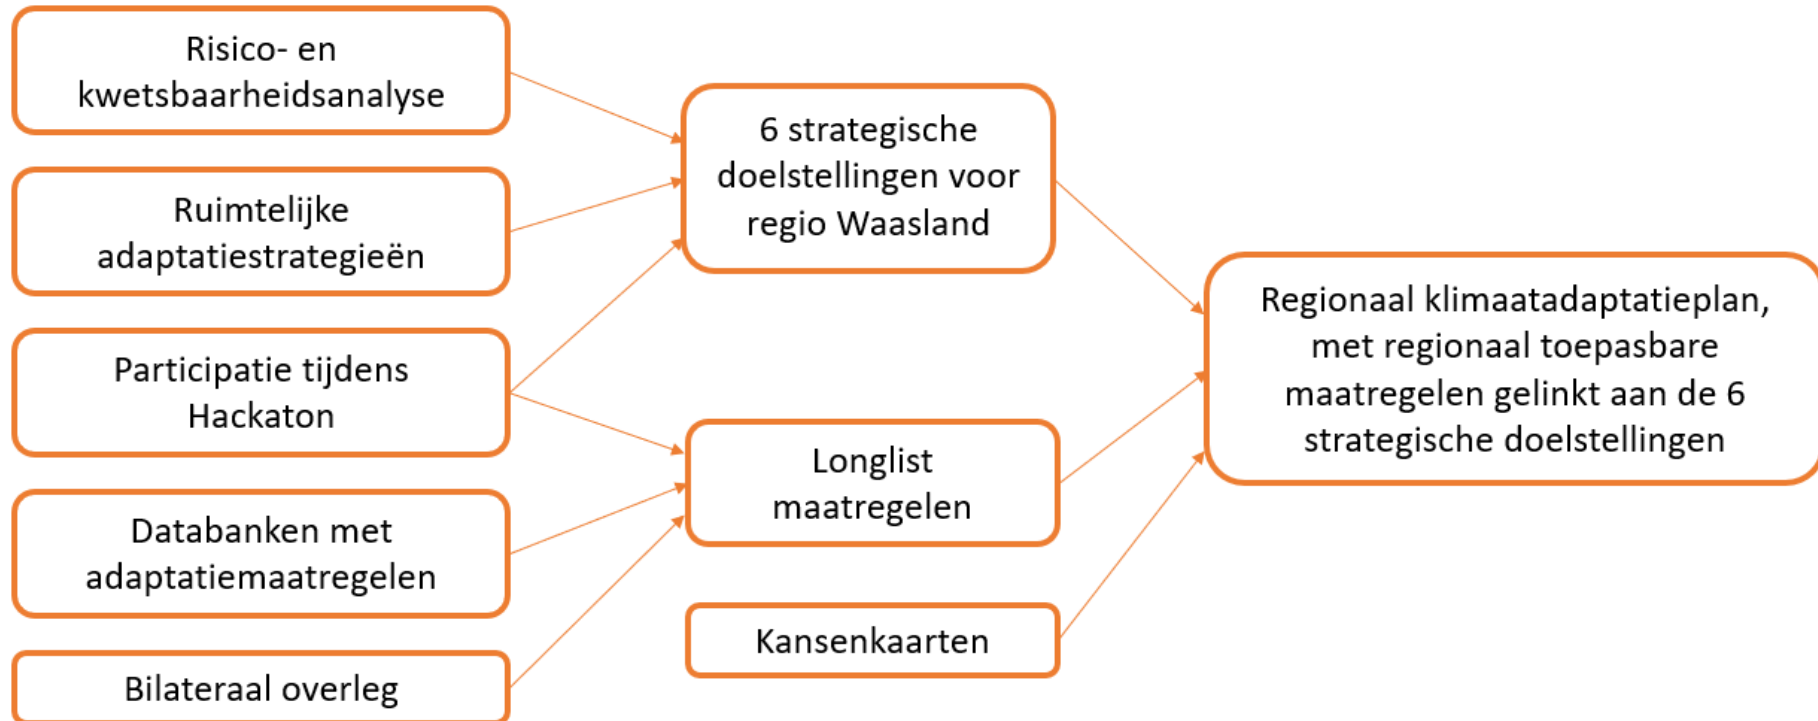 Risico- en
kwetsbaarheidsanalyse
Ruimtelijke
adaptatiestrategieën
Participatie tijdens
Hackaton
Databanken met
adaptatiemaatregelen
Bilateraal overleg
6 strategische
doelstellingen voor
regio Waasland
Longlist
maatregelen
Kansenkaarten
Regionaal klimaatadaptatieplan,
met regionaal toepasbare
maatregelen gelinkt aan de 6
strategische doelstellingen